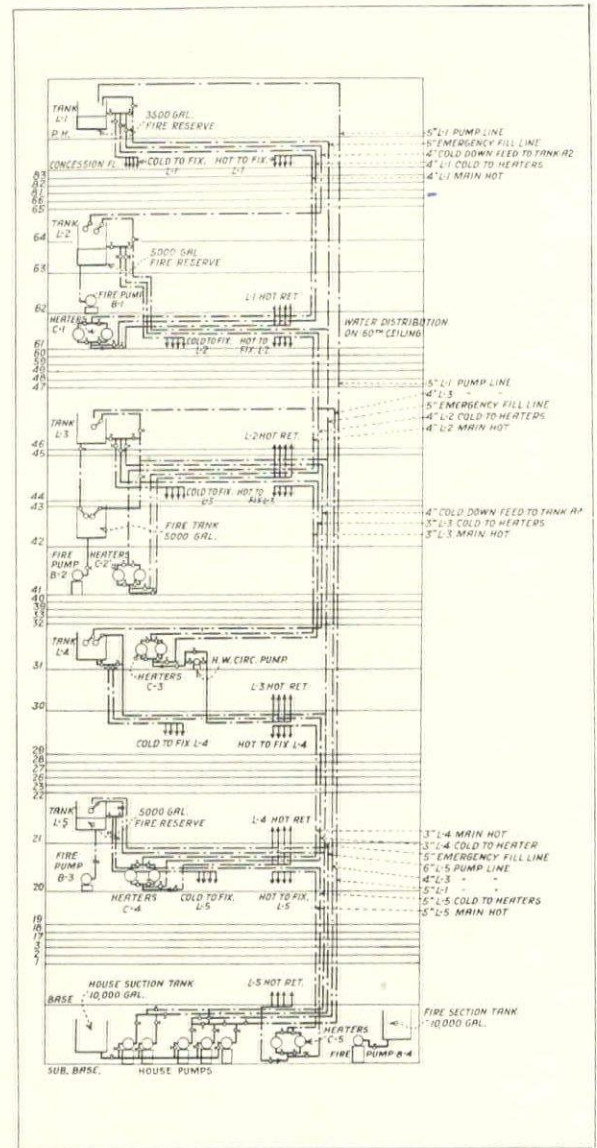 TANK
L-1
P.H.
3500 GAL.
FIRE RESERVE
5" L-1 PUMP LINE
5" EMERGENCY FILL LINE
4" COLD DOWN FEED TO TANK A2
4" L-1 COLD TO HEATERS
4" L-1 MAIN HOT
CONCESSION FL.
COLD TO FIX.
L-1
HOT TO FIX.
L-1
83
82
81
66
65
TANK
L-2
64
5000 GAL.
FIRE RESERVE
63
FIRE PUMP
B-1
62
HEATERS
C-1
L-1 HOT RET.
WATER DISTRIBUTION
ON 60TH CEILING
61
COLD TO FIX.
L-2
HOT TO
FIX. L-2
60
59
49
48
47
5" L-1 PUMP LINE
4" L-3 " "
5" EMERGENCY FILL LINE
4" L-2 COLD TO HEATERS
4" L-2 MAIN HOT
TANK
L-3
L-2 HOT RET.
46
45
44
COLD TO FIX.
L-3
HOT TO
FIX L-3
43
FIRE TANK
5000 GAL.
4" COLD DOWN FEED TO TANK A2
3" L-3 COLD TO HEATERS
3" L-3 MAIN HOT
42
FIRE
PUMP
B-2
HEATERS
C-2
41
40
39
33
32
TANK
L-4
31
HEATERS
C-3
H.W. CIRC. PUMP
L-3 HOT RET.
30
COLD TO FIX L-4
HOT TO FIX L-4
29
28
27
26
23
22
TANK
L-5
5000 GAL.
FIRE RESERVE
L-4 HOT RET.
21
3" L-4 MAIN HOT
3" L-4 COLD TO HEATER
5" EMERGENCY FILL LINE
6" L-5 PUMP LINE
4" L-3 " "
5" L-1 " "
5" L-5 COLD TO HEATERS
5" L-5 MAIN HOT
FIRE
PUMP
B-3
20
HEATERS
C-4
COLD TO FIX.
L-5
HOT TO FIX.
L-5
19
18
17
3
2
1
HOUSE SUCTION TANK
10,000 GAL.
L-5 HOT RET.
BASE
FIRE SECTION TANK
10,000 GAL.
HEATERS
C-5
FIRE PUMP B-4
SUB. BASE.
HOUSE PUMPS